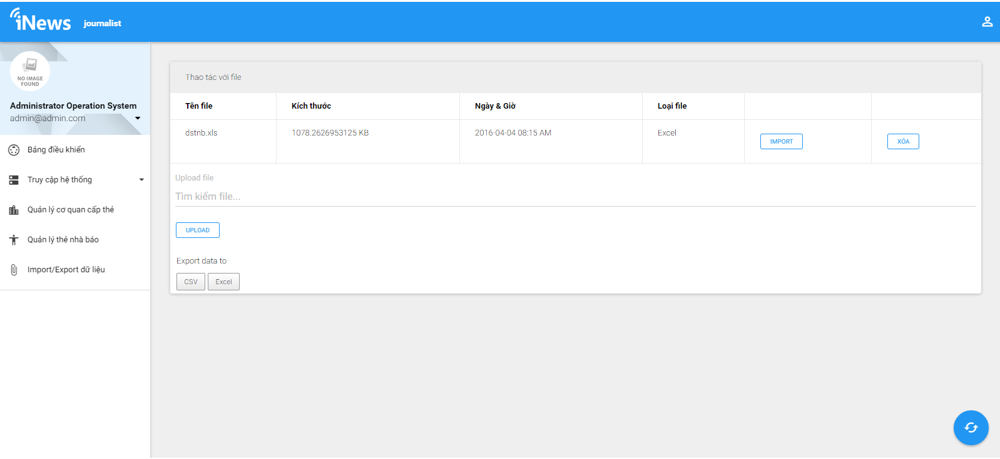 iNews journalist
NO IMAGE
FOUND
Administrator Operation System
admin@admin.com
Bảng điều khiển
Truy cập hệ thống
Quản lý cơ quan cấp thẻ
Quản lý thẻ nhà báo
Import/Export dữ liệu
Thao tác với file
Tên file Kích thước Ngày & Giờ Loại file
dstnb.xls 1078.2626953125 KB 2016-04-04 08:15 AM Excel IMPORT XÓA
Upload file
Tìm kiếm file...
UPLOAD
Export data to
CSV Excel